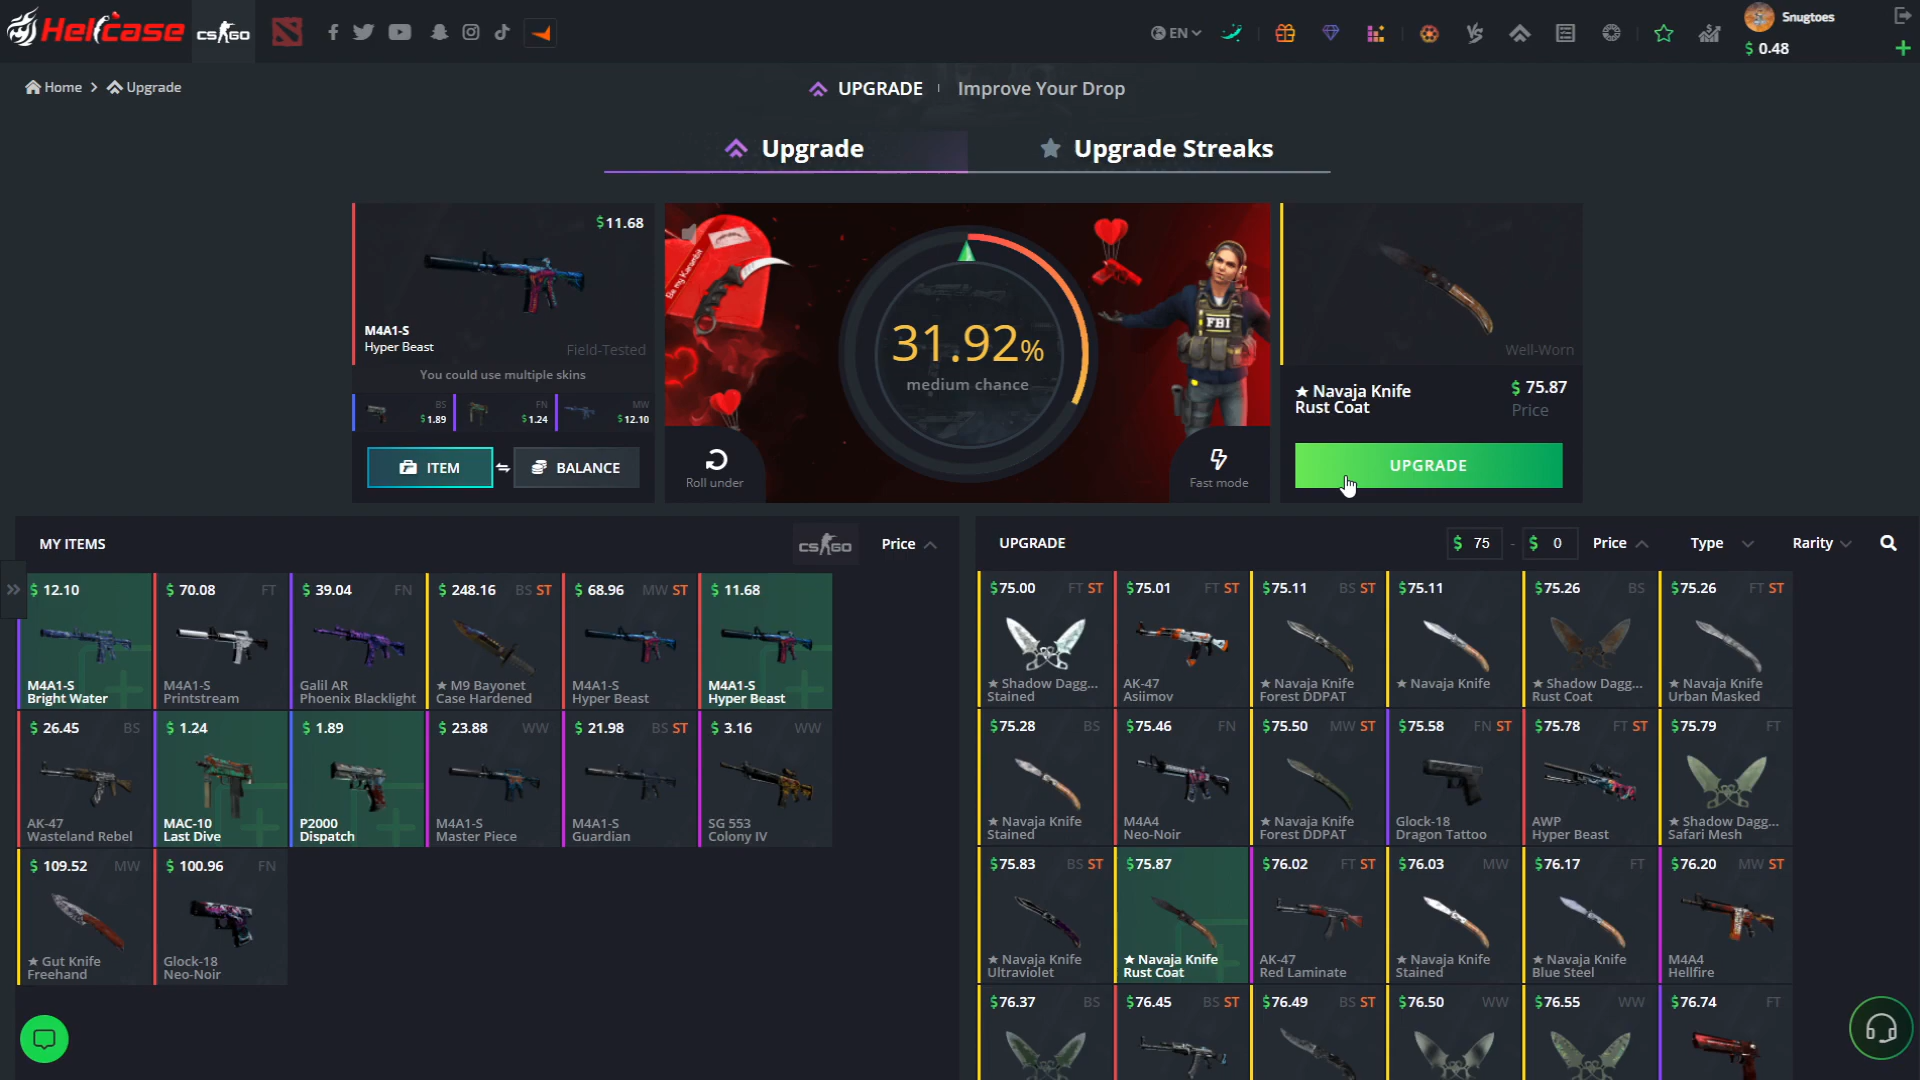 Hellcase
CS GO
EN
Snugtoes
$ 0.48
Home > Upgrade
UPGRADE | Improve Your Drop
Upgrade
Upgrade Streaks
$11.68
M4A1-S
Hyper Beast
Field-Tested
You could use multiple skins
BS
$1.89
FN
$1.24
MW
$12.10
ITEM
BALANCE
Be my Karambit
FBI
31.92%
medium chance
Roll under
Fast mode
Well-Worn
★ Navaja Knife
Rust Coat
$ 75.87
Price
UPGRADE
MY ITEMS
CS GO
Price
UPGRADE
$ 75 - $ 0
Price
Type
Rarity
$ 12.10
M4A1-S
Bright Water
$ 70.08 FT
M4A1-S
Printstream
$ 39.04 FN
Galil AR
Phoenix Blacklight
$ 248.16 BS ST
★ M9 Bayonet
Case Hardened
$ 68.96 MW ST
M4A1-S
Hyper Beast
$ 11.68
M4A1-S
Hyper Beast
$ 26.45 BS
AK-47
Wasteland Rebel
$ 1.24
MAC-10
Last Dive
$ 1.89
P2000
Dispatch
$ 23.88 WW
M4A1-S
Master Piece
$ 21.98 BS ST
M4A1-S
Guardian
$ 3.16 WW
SG 553
Colony IV
$ 109.52 MW
★ Gut Knife
Freehand
$ 100.96 FN
Glock-18
Neo-Noir
$75.00 FT ST
★ Shadow Dagg...
Stained
$75.01 FT ST
AK-47
Asiimov
$75.11 BS ST
★ Navaja Knife
Forest DDPAT
$75.11
★ Navaja Knife
$75.26 BS
★ Shadow Dagg...
Rust Coat
$75.26 FT ST
★ Navaja Knife
Urban Masked
$75.28 BS
★ Navaja Knife
Stained
$75.46 FN
M4A4
Neo-Noir
$75.50 MW ST
★ Navaja Knife
Forest DDPAT
$75.58 FN ST
Glock-18
Dragon Tattoo
$75.78 FT ST
AWP
Hyper Beast
$75.79 FT
★ Shadow Dagg...
Safari Mesh
$75.83 BS ST
★ Navaja Knife
Ultraviolet
$75.87
★ Navaja Knife
Rust Coat
$76.02 FT ST
AK-47
Red Laminate
$76.03 MW
★ Navaja Knife
Stained
$76.17 FT
★ Navaja Knife
Blue Steel
$76.20 MW ST
M4A4
Hellfire
$76.37 BS
$76.45 BS ST
$76.49 BS ST
$76.50 WW
$76.55 WW
$76.74 FT